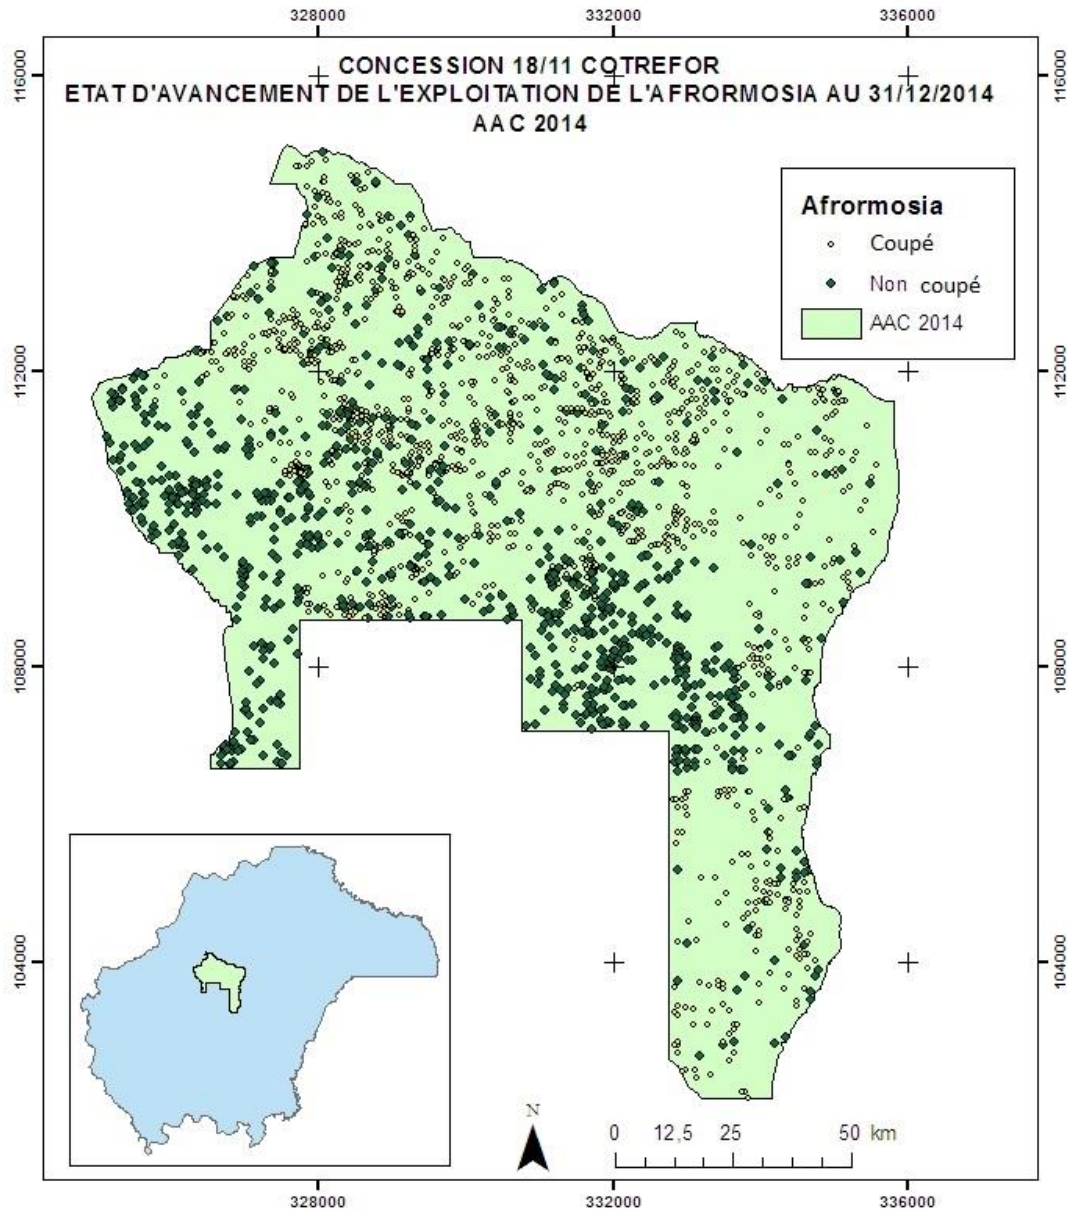 328000 332000 336000
116000 116000
CONCESSION 18/11 COTREFOR
ETAT D'AVANCEMENT DE L'EXPLOITATION DE L'AFRORMOSIA AU 31/12/2014
AAC 2014
Afrormosia
Coupé
Non coupé
AAC 2014
112000 112000
108000 108000
104000 104000
N
0 12,5 25 50 km
328000 332000 336000